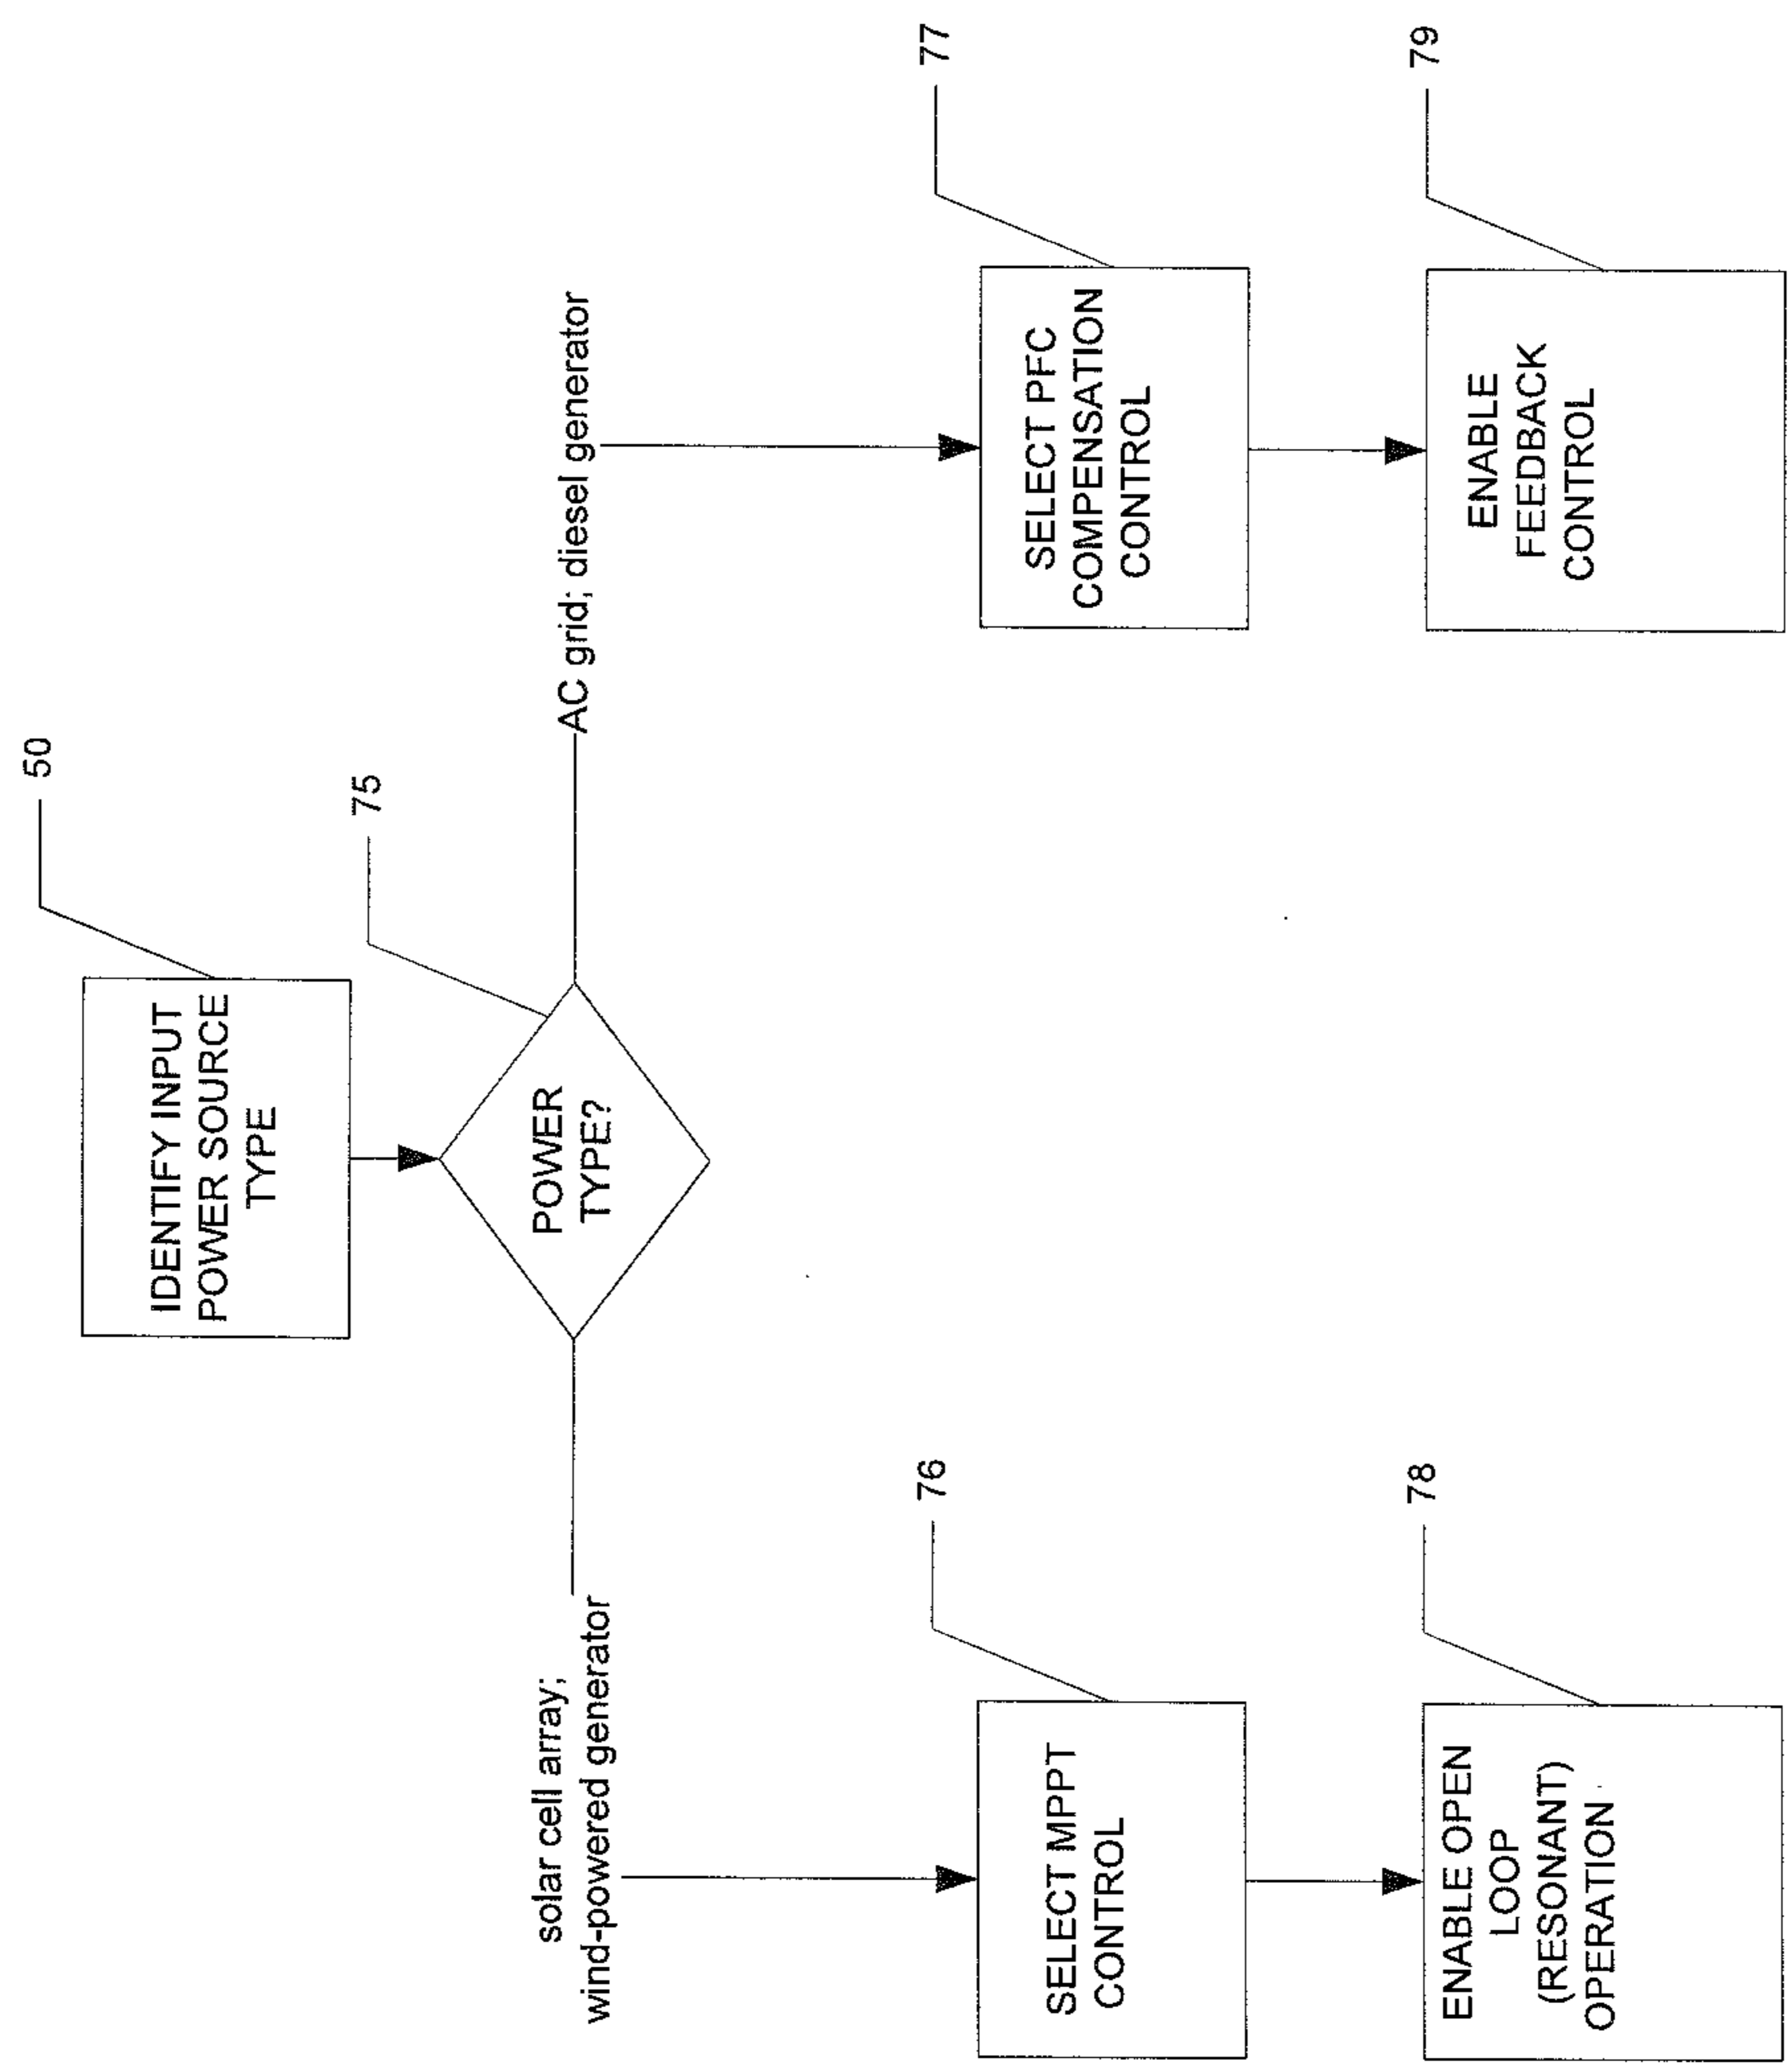 50
IDENTIFY INPUT
POWER SOURCE
TYPE
75
POWER
TYPE?
solar cell array;
wind-powered generator
AC grid; diesel generator
76
SELECT MPPT
CONTROL
77
SELECT PFC
COMPENSATION
CONTROL
78
ENABLE OPEN
LOOP
(RESONANT)
OPERATION
79
ENABLE
FEEDBACK
CONTROL